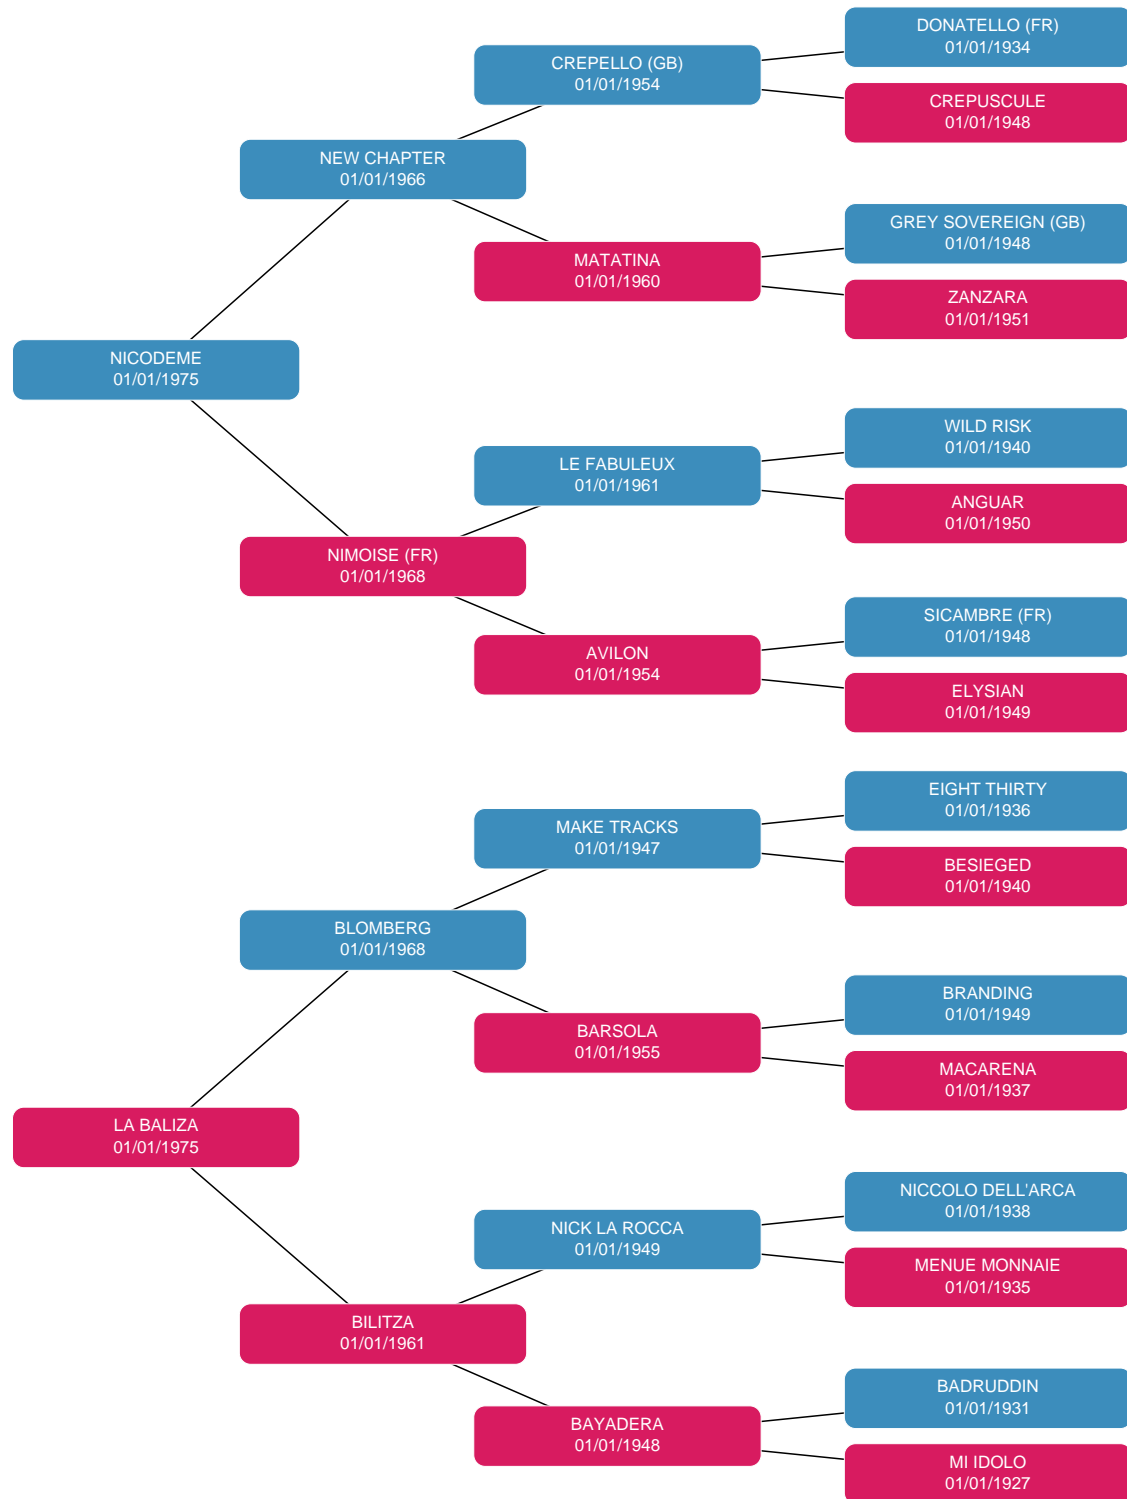 DONATELLO (FR)
01/01/1934
CREPELLO (GB)
01/01/1954
CREPUSCULE
01/01/1948
NEW CHAPTER
01/01/1966
GREY SOVEREIGN (GB)
01/01/1948
MATATINA
01/01/1960
ZANZARA
01/01/1951
NICODEME
01/01/1975
WILD RISK
01/01/1940
LE FABULEUX
01/01/1961
ANGUAR
01/01/1950
NIMOISE (FR)
01/01/1968
SICAMBRE (FR)
01/01/1948
AVILON
01/01/1954
ELYSIAN
01/01/1949
EIGHT THIRTY
01/01/1936
MAKE TRACKS
01/01/1947
BESIEGED
01/01/1940
BLOMBERG
01/01/1968
BRANDING
01/01/1949
BARSOLA
01/01/1955
MACARENA
01/01/1937
LA BALIZA
01/01/1975
NICCOLO DELL'ARCA
01/01/1938
NICK LA ROCCA
01/01/1949
MENUE MONNAIE
01/01/1935
BILITZA
01/01/1961
BADRUDDIN
01/01/1931
BAYADERA
01/01/1948
MI IDOLO
01/01/1927